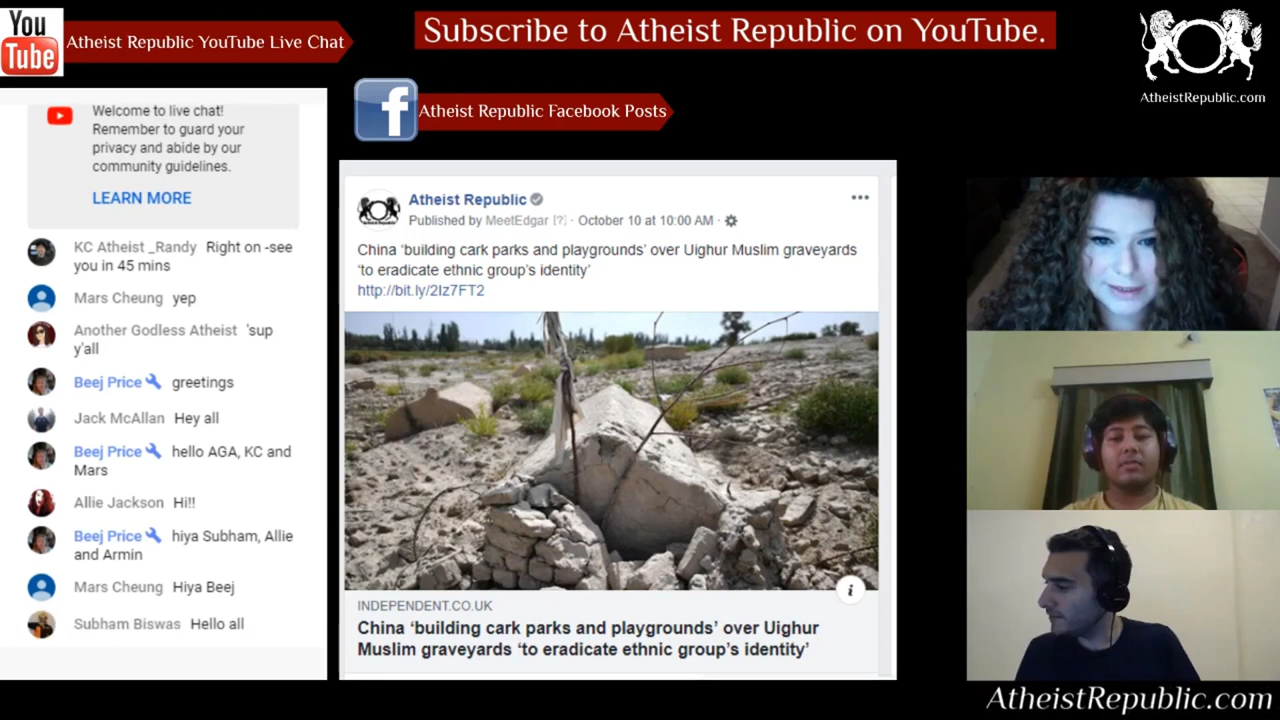 You
Tube
Atheist Republic YouTube Live Chat
Subscribe to Atheist Republic on YouTube.
AtheistRepublic.com
f
Atheist Republic Facebook Posts
Welcome to live chat!
Remember to guard your
privacy and abide by our
community guidelines.
LEARN MORE
KC Atheist _Randy Right on -see
you in 45 mins
Mars Cheung yep
Another Godless Atheist 'sup
y'all
Beej Price greetings
Jack McAllan Hey all
Beej Price hello AGA, KC and
Mars
Allie Jackson Hi!!
Beej Price hiya Subham, Allie
and Armin
Mars Cheung Hiya Beej
Subham Biswas Hello all
Atheist Republic
Published by MeetEdgar [?] · October 10 at 10:00 AM ·
China ‘building cark parks and playgrounds’ over Uighur Muslim graveyards
‘to eradicate ethnic group’s identity’
http://bit.ly/2Iz7FT2
i
INDEPENDENT.CO.UK
China ‘building cark parks and playgrounds’ over Uighur
Muslim graveyards ‘to eradicate ethnic group’s identity’
AtheistRepublic.com